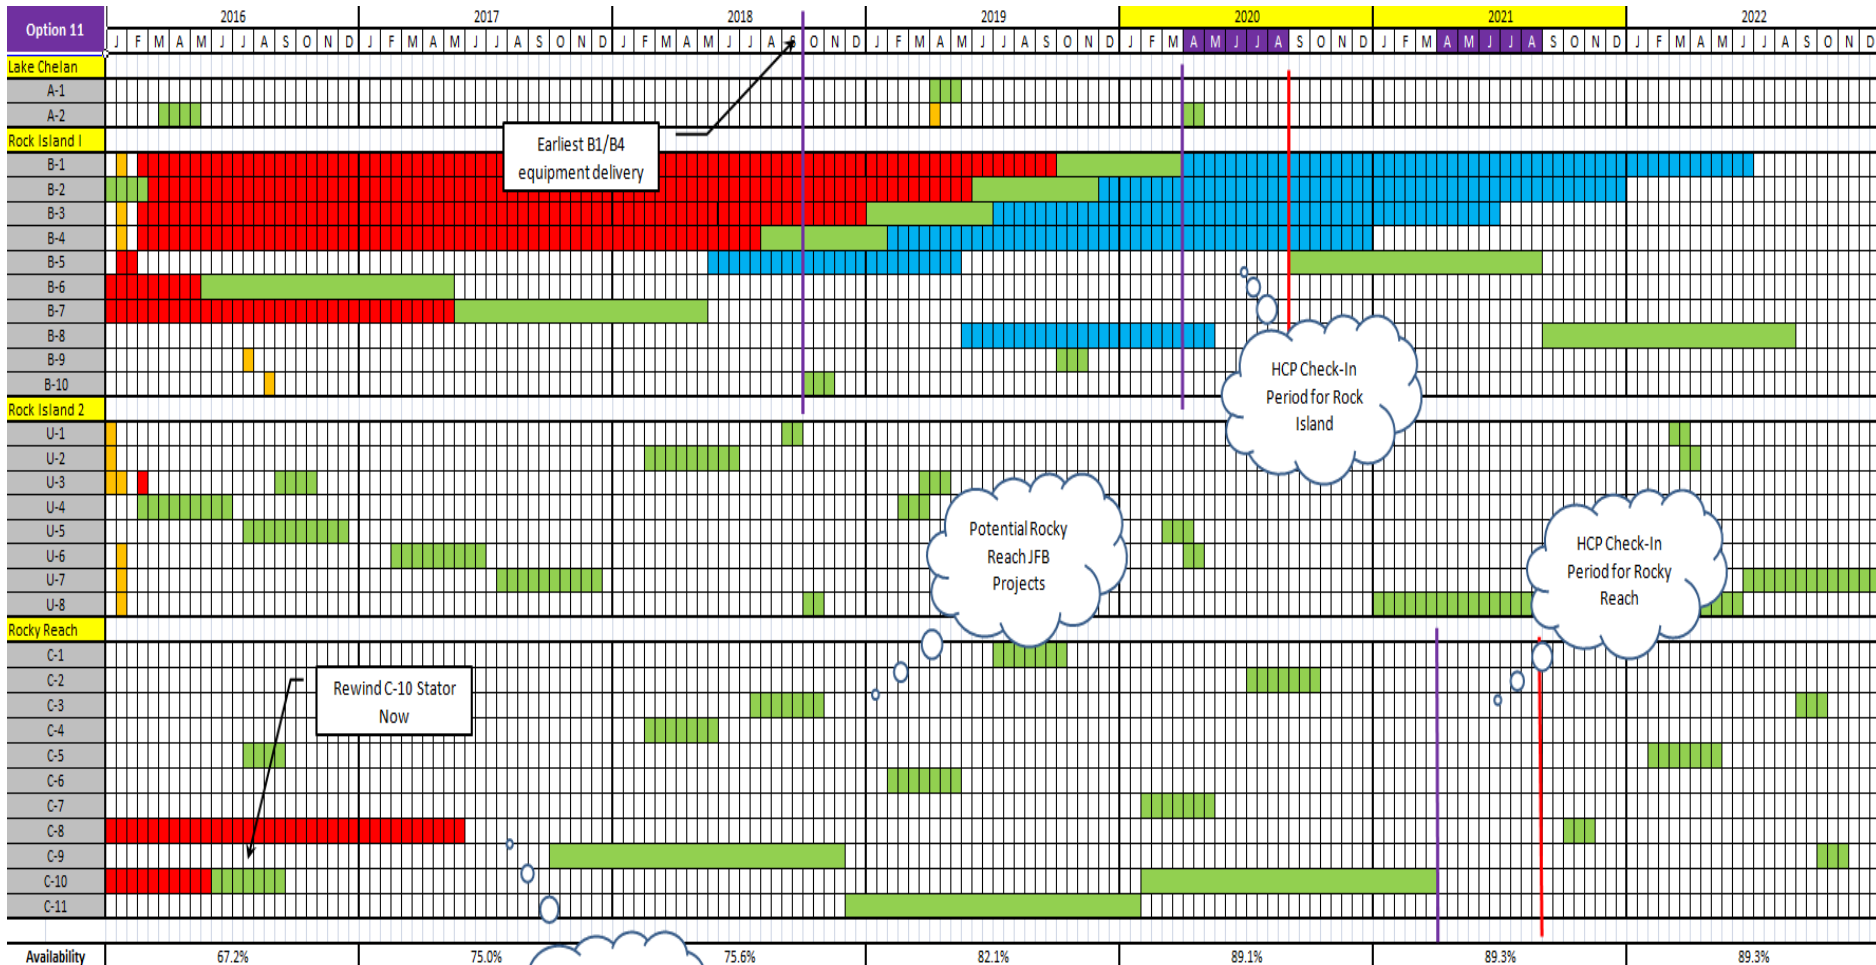 Option 11
2016 2017 2018 2019 2020 2021 2022
J F M A M J J A S O N D J F M A M J J A S O N D J F M A M J J A S O N D J F M A M J J A S O N D J F M A M J J A S O N D J F M A M J J A S O N D J F M A M J J A S O N D
Lake Chelan
A-1
A-2
Rock Island I
B-1
Earliest B1/B4
equipment delivery
B-2
B-3
B-4
B-5
B-6
B-7
B-8
B-9
B-10
HCP Check-In
Period for Rock
Island
Rock Island 2
U-1
U-2
U-3
U-4
U-5
U-6
U-7
U-8
Potential Rocky
Reach JFB
Projects
HCP Check-In
Period for Rocky
Reach
Rocky Reach
C-1
C-2
C-3
Rewind C-10 Stator
Now
C-4
C-5
C-6
C-7
C-8
C-9
C-10
C-11
Availability 67.2% 75.0% 75.6% 82.1% 89.1% 89.3% 89.3%